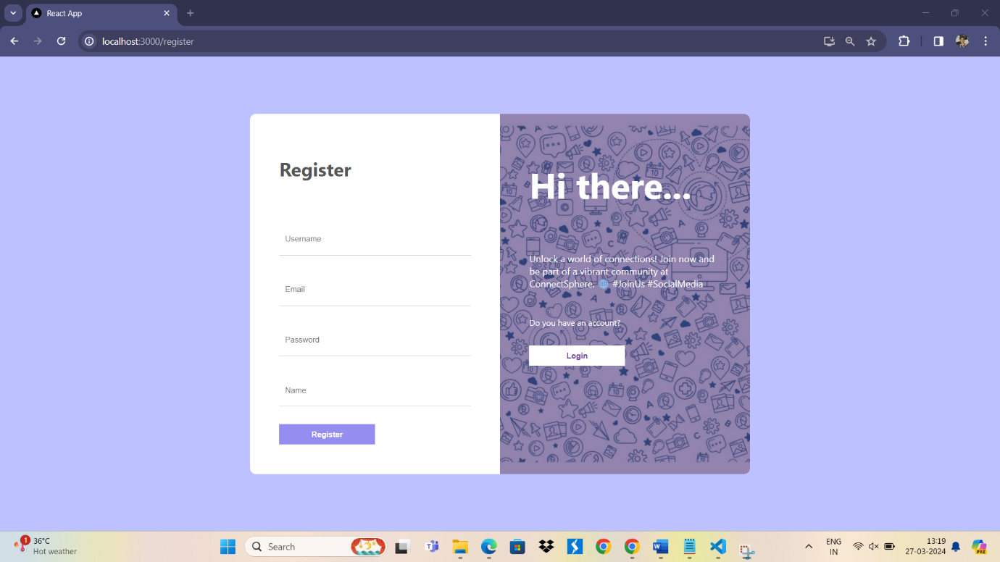 React App
localhost:3000/register
Register
Username
Email
Password
Name
Register
Hi there...
Unlock a world of connections! Join now and
be part of a vibrant community at
ConnectSphere. 🌐 #JoinUs #SocialMedia
Do you have an account?
Login
1
36°C
Hot weather
Search
ENG
IN
13:19
27-03-2024
PRE